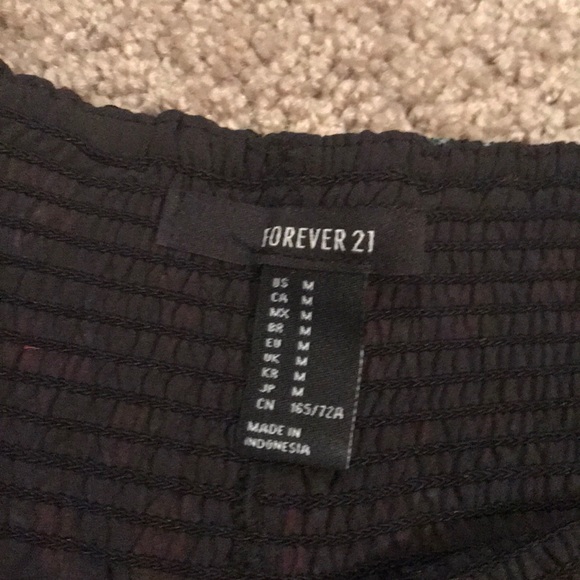 FOREVER 21
US M
CA M
MX M
BR M
EU M
UK M
KR M
JP M
CN 165/72A
MADE IN
INDONESIA